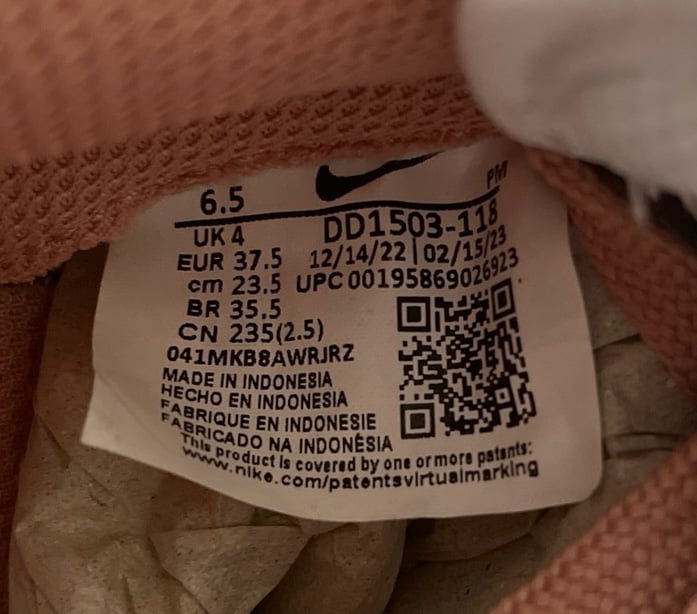 PM
6.5
UK 4 DD1503-118
EUR 37.5 12/14/22 | 02/15/23
cm 23.5 UPC 00195869026923
BR 35,5
CN 235(2.5)
041MKB8AWRJRZ
MADE IN INDONESIA
HECHO EN INDONESIA
FABRIQUE EN INDONESIE
FABRICADO NA INDONÉSIA
This product is covered by one or more patents:
www.nike.com/patentsvirtualmarking